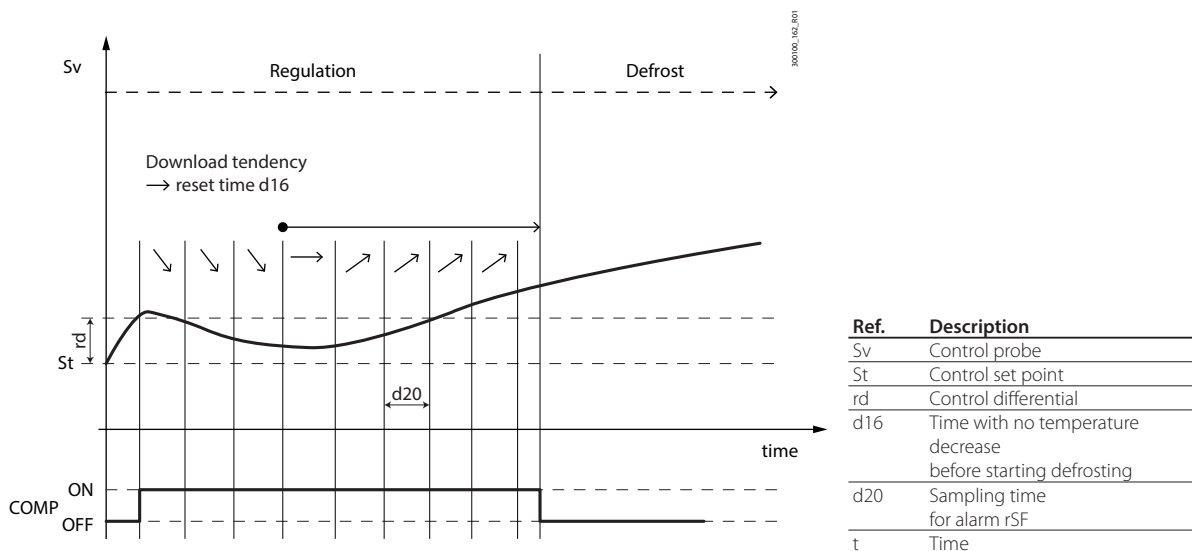 300100_162_R01
Sv
Regulation
Defrost
Download tendency
→ reset time d16
rd
St
d20
time
COMP
ON
OFF
Ref. Description
Sv Control probe
St Control set point
rd Control differential
d16 Time with no temperature
decrease
before starting defrosting
d20 Sampling time
for alarm rSF
t Time